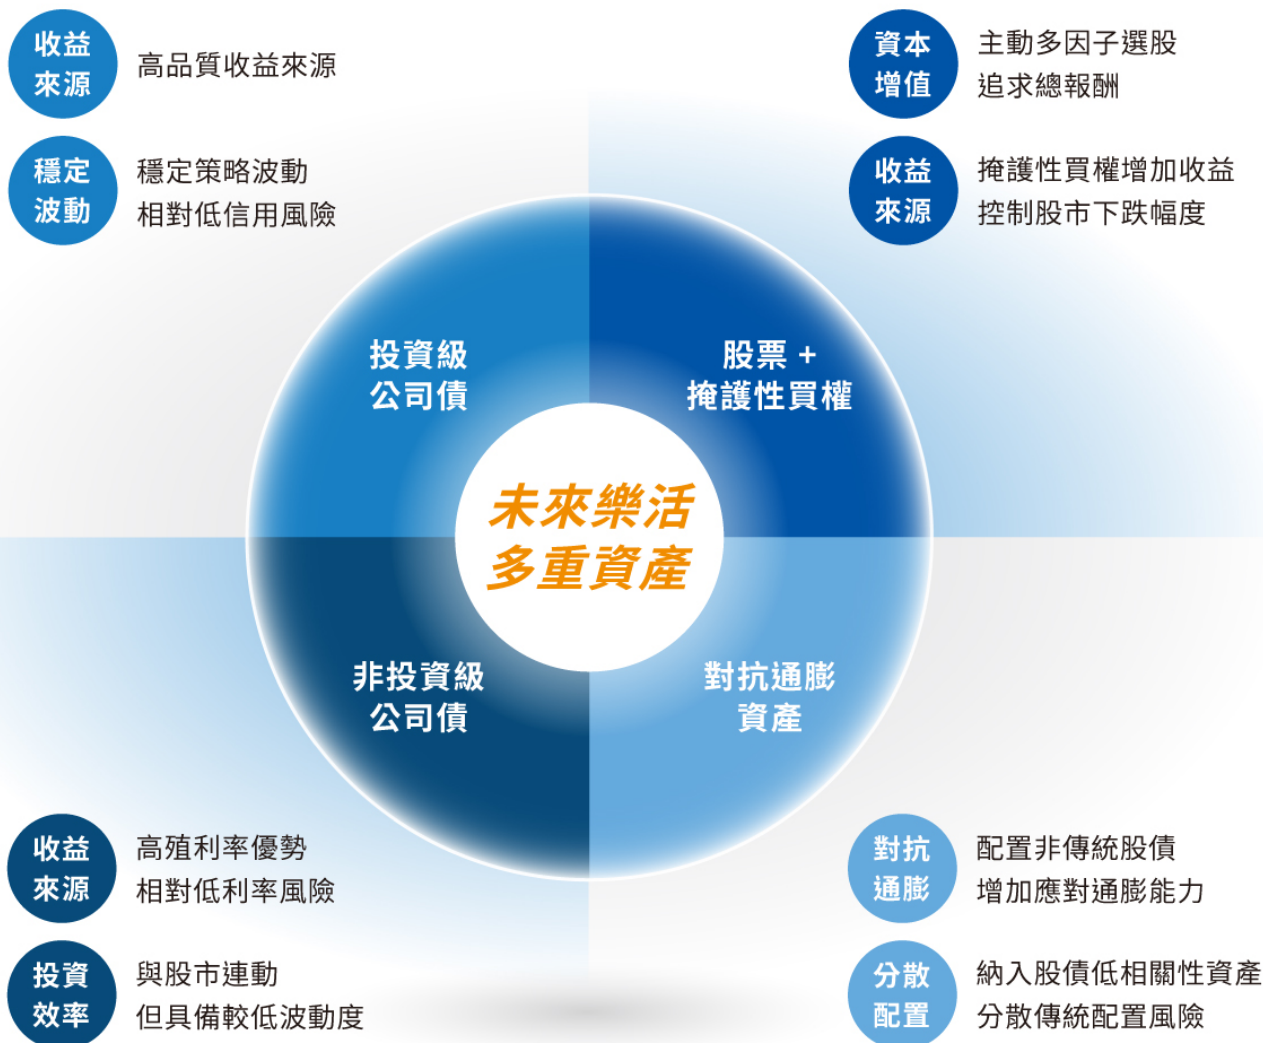 收益
來源
高品質收益來源
穩定
波動
穩定策略波動
相對低信用風險
資本
增值
主動多因子選股
追求總報酬
收益
來源
掩護性買權增加收益
控制股市下跌幅度
投資級
公司債
股票 +
掩護性買權
未來樂活
多重資產
非投資級
公司債
對抗通膨
資產
收益
來源
高殖利率優勢
相對低利率風險
投資
效率
與股市連動
但具備較低波動度
對抗
通膨
配置非傳統股債
增加應對通膨能力
分散
配置
納入股債低相關性資產
分散傳統配置風險